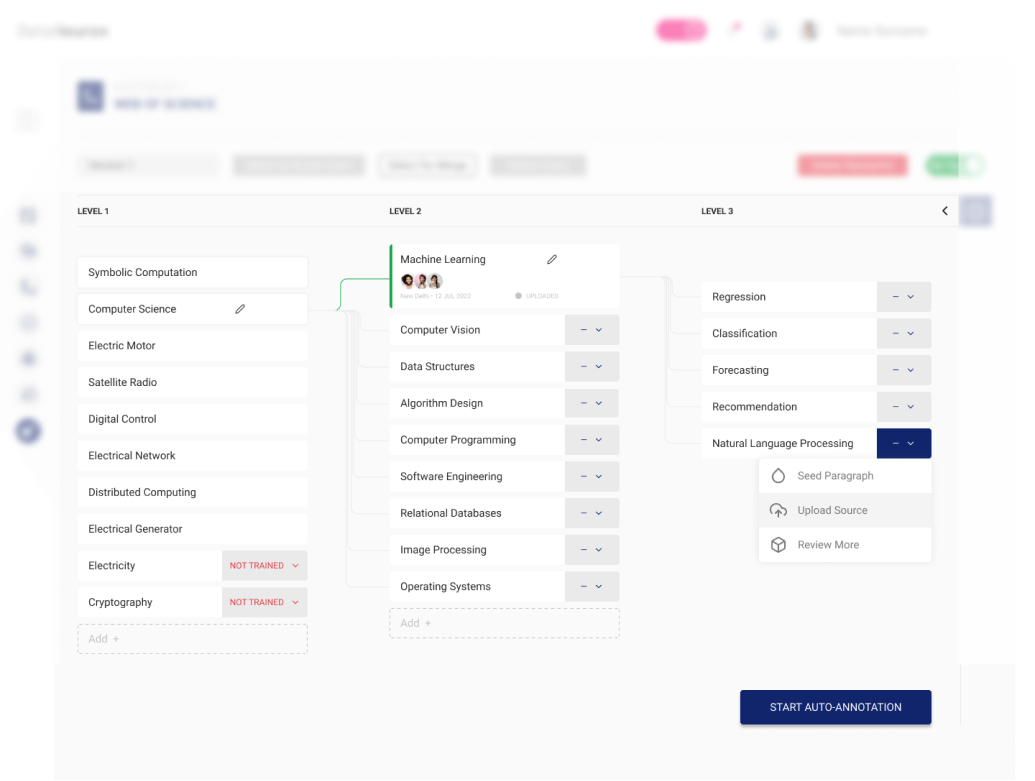 WEB OF SCIENCE
Select For Merge
LEVEL 1
LEVEL 2
LEVEL 3
Symbolic Computation
Computer Science
Electric Motor
Satellite Radio
Digital Control
Electrical Network
Distributed Computing
Electrical Generator
Electricity NOT TRAINED
Cryptography NOT TRAINED
Add +
Machine Learning
New Delhi • 12 JUL 2022 UPLOADED
Computer Vision –
Data Structures –
Algorithm Design –
Computer Programming –
Software Engineering –
Relational Databases –
Image Processing –
Operating Systems –
Add +
Regression –
Classification –
Forecasting –
Recommendation –
Natural Language Processing –
Seed Paragraph
Upload Source
Review More
START AUTO-ANNOTATION